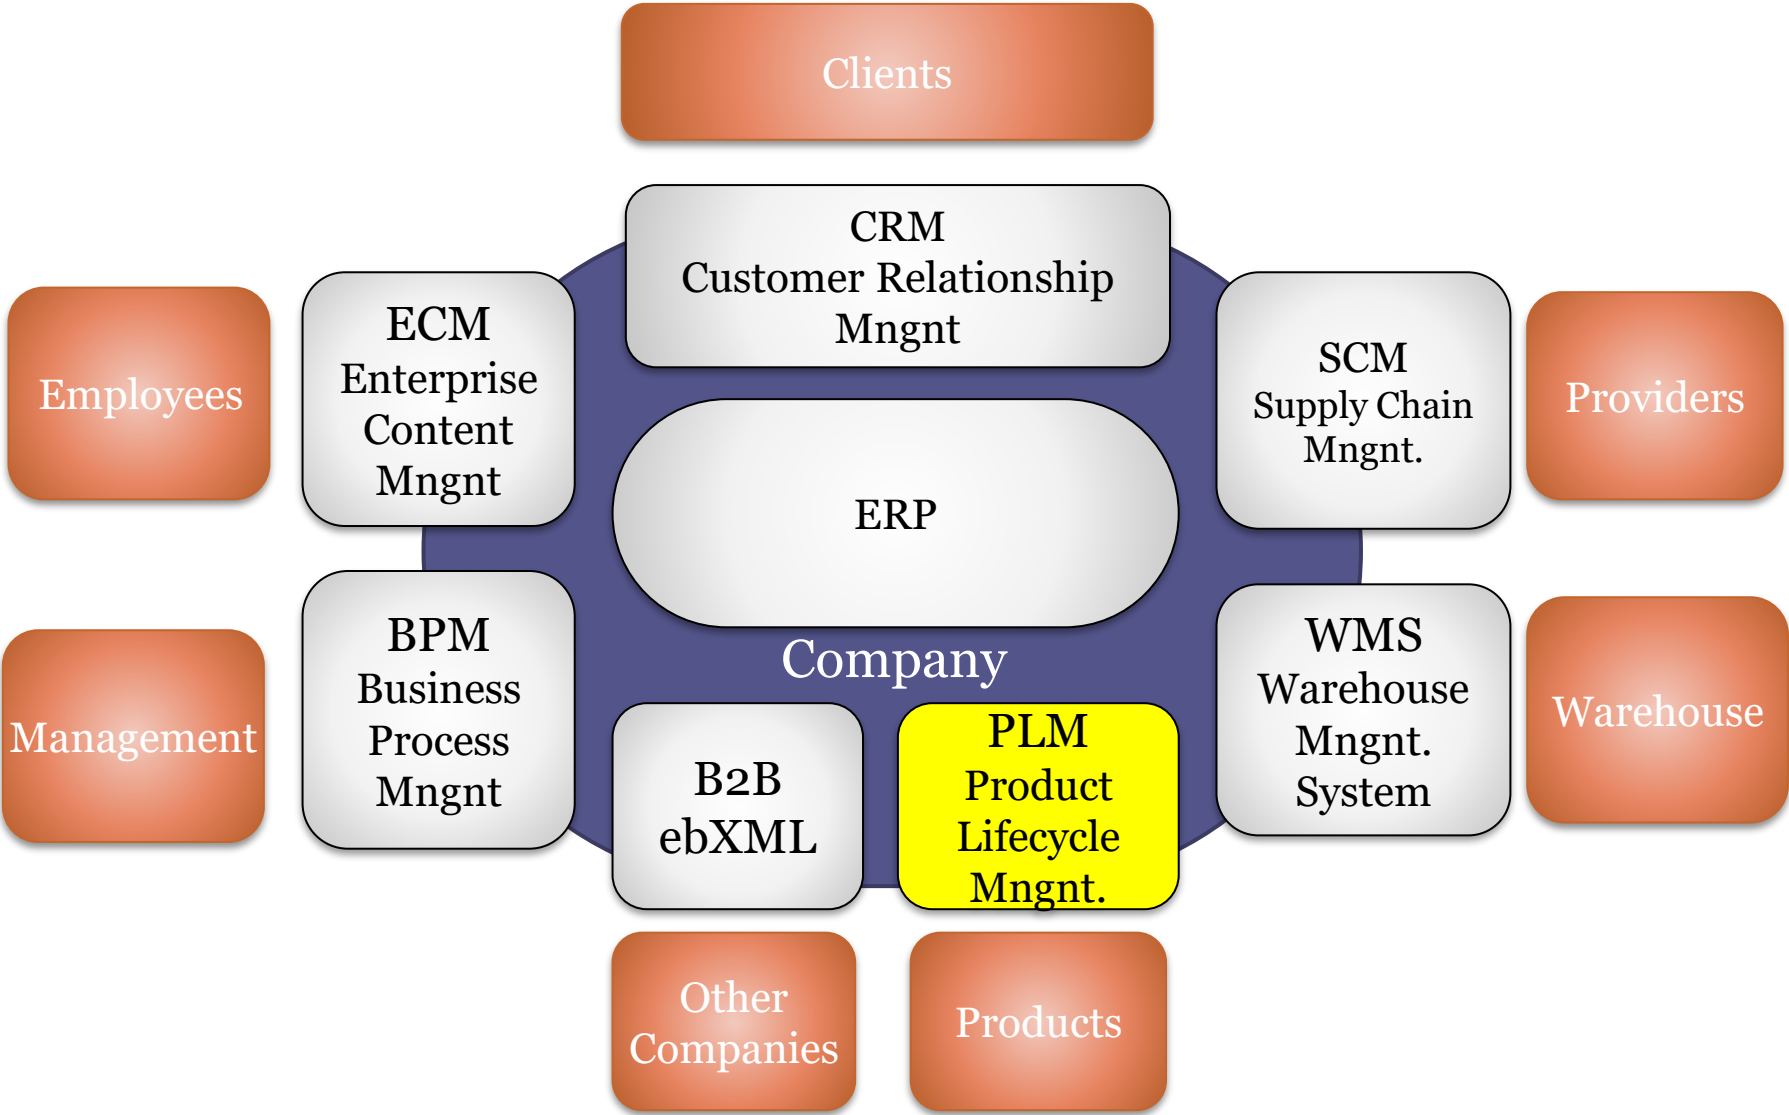 Clients
CRM
Customer Relationship
Mngnt
ECM
Enterprise
Content
Mngnt
Employees
SCM
Supply Chain
Mngnt.
Providers
ERP
Company
BPM
Business
Process
Mngnt
Management
WMS
Warehouse
Mngnt.
System
Warehouse
B2B
ebXML
PLM
Product
Lifecycle
Mngnt.
Other
Companies
Products